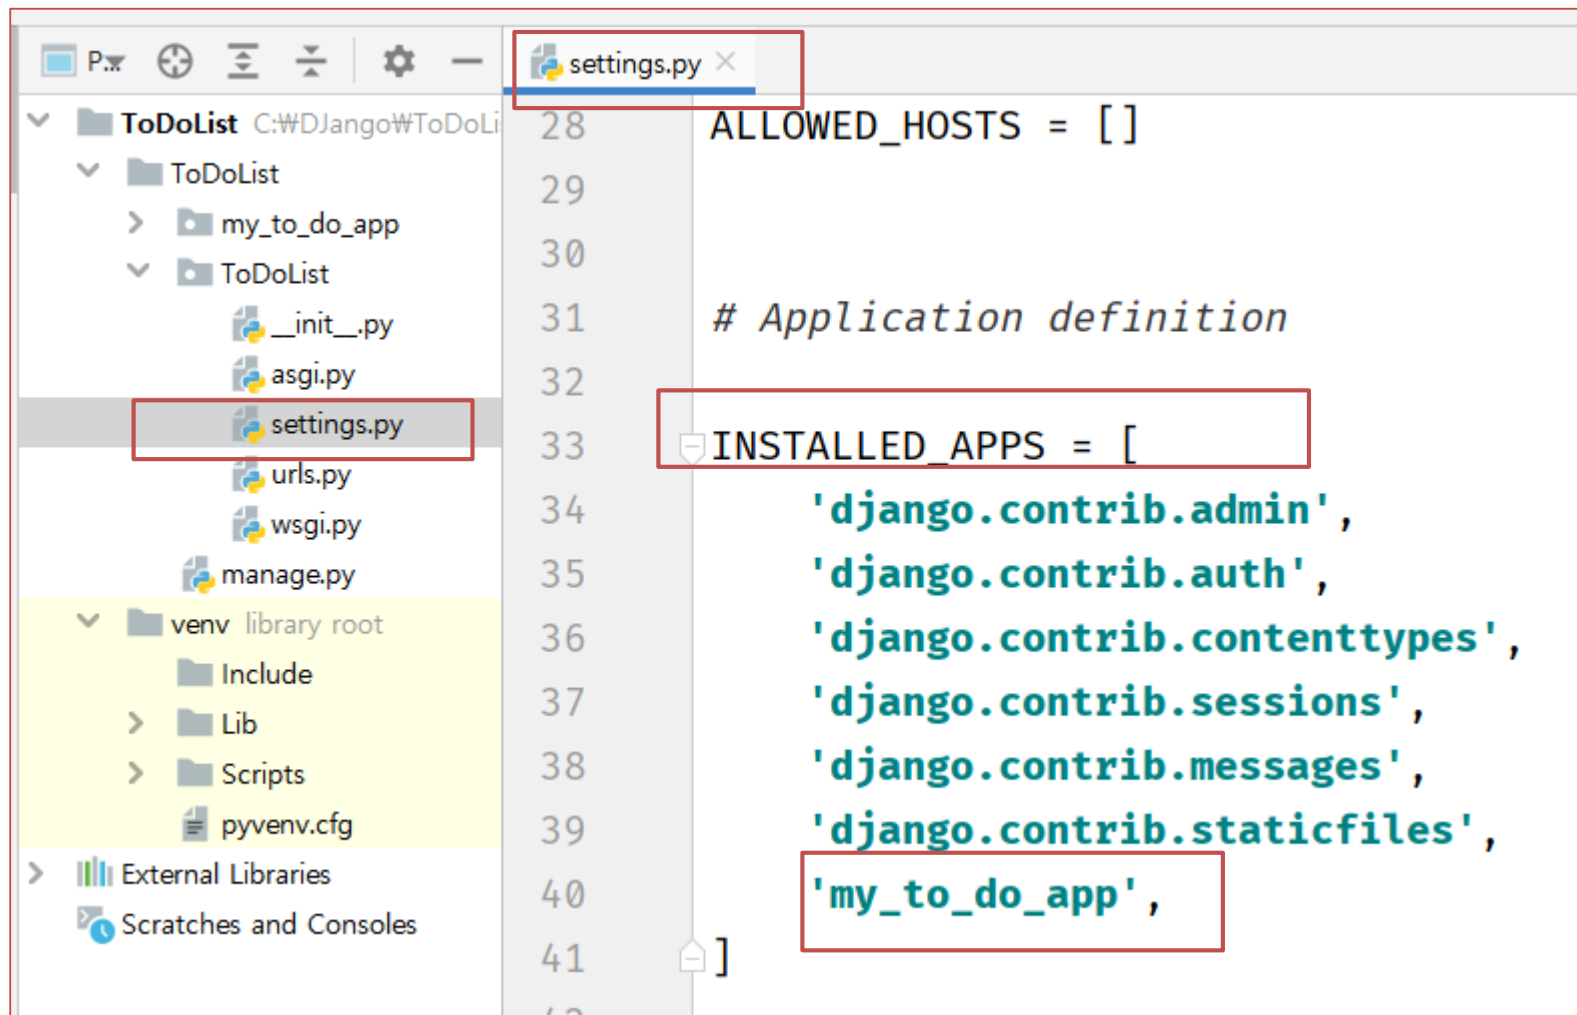 P...
settings.py
ToDoList C:₩DJango₩ToDoLi
ToDoList
my_to_do_app
ToDoList
__init__.py
asgi.py
settings.py
urls.py
wsgi.py
manage.py
venv library root
Include
Lib
Scripts
pyvenv.cfg
External Libraries
Scratches and Consoles
28 ALLOWED_HOSTS = []
29
30
31 # Application definition
32
33 INSTALLED_APPS = [
34 'django.contrib.admin',
35 'django.contrib.auth',
36 'django.contrib.contenttypes',
37 'django.contrib.sessions',
38 'django.contrib.messages',
39 'django.contrib.staticfiles',
40 'my_to_do_app',
41 ]